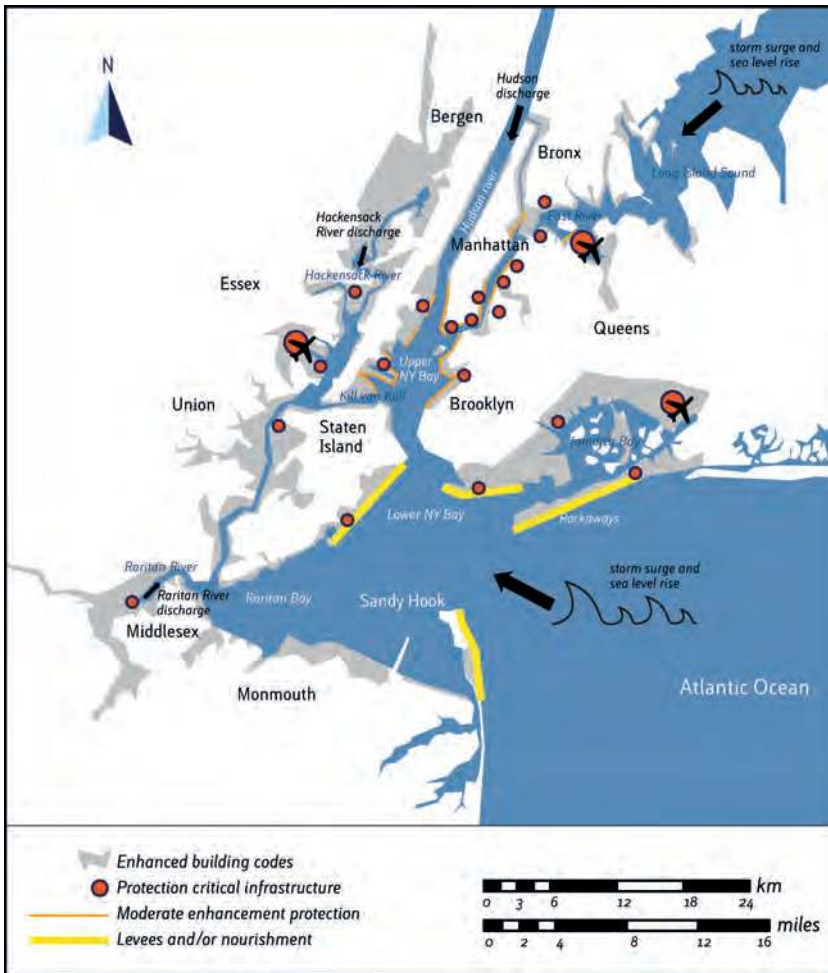 N
storm surge and
sea level rise
Hudson
discharge
Bergen
Bronx
Long Island Sound
Hudson river
East River
Hackensack
River discharge
Manhattan
Hackensack River
Essex
Queens
Upper
NY Bay
Kill van Kull
Union
Brooklyn
Staten
Island
Jamaica Bay
Lower NY Bay
Rockaways
Raritan River
Raritan River
discharge
Raritan Bay
storm surge and
sea level rise
Sandy Hook
Middlesex
Monmouth
Atlantic Ocean
Enhanced building codes
Protection critical infrastructure
Moderate enhancement protection
Levees and/or nourishment
km
0 3 6 12 18 24
miles
0 2 4 8 12 16